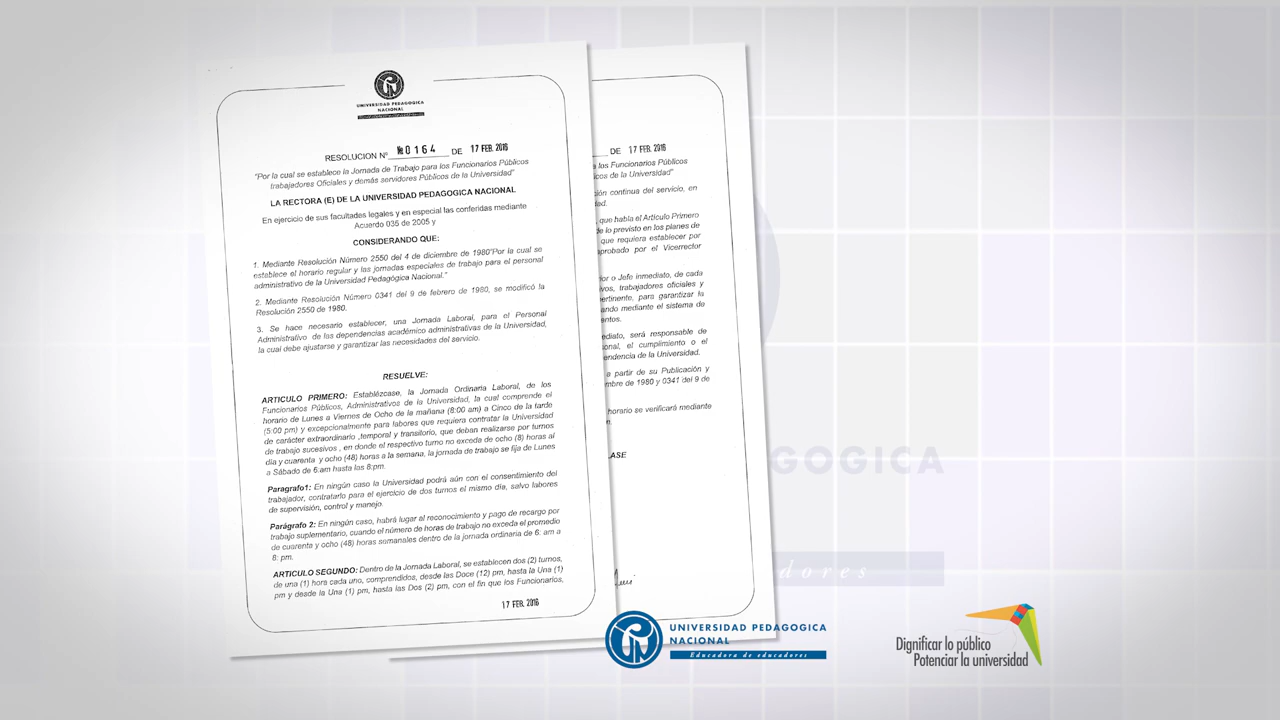 UNIVERSIDAD PEDAGOGICA
NACIONAL
RESOLUCION Nº № 0164 DE 17 FEB. 2016
"Por la cual se establece la Jornada de Trabajo para los Funcionarios Públicos
trabajadores Oficiales y demás servidores Públicos de la Universidad"
LA RECTORA (E) DE LA UNIVERSIDAD PEDAGOGICA NACIONAL
En ejercicio de sus facultades legales y en especial las conferidas mediante
Acuerdo 035 de 2005 y
CONSIDERANDO QUE:
1. Mediante Resolución Número 2550 del 4 de diciembre de 1980"Por la cual se
establece el horario regular y las jornadas especiales de trabajo para el personal
administrativo de la Universidad Pedagógica Nacional."
2. Mediante Resolución Número 0341 del 9 de febrero de 1980, se modificó la
Resolución 2550 de 1980.
3. Se hace necesario establecer, una Jornada Laboral, para el Personal
Administrativo de las dependencias académico administrativas de la Universidad,
la cual debe ajustarse y garantizar las necesidades del servicio.
RESUELVE:
ARTICULO PRIMERO: Establézcase, la Jornada Ordinaria Laboral, de los
Funcionarios Públicos, Administrativos de la Universidad, la cual comprende el
horario de Lunes a Viernes de Ocho de la mañana (8:00 am) a Cinco de la tarde
(5:00 pm) y excepcionalmente para labores que requiera contratar la Universidad
de carácter extraordinario ,temporal y transitorio, que deban realizarse por turnos
de trabajo sucesivos , en donde el respectivo turno no exceda de ocho (8) horas al
día y cuarenta y ocho (48) horas a la semana, la jornada de trabajo se fija de Lunes
a Sábado de 6:am hasta las 8:pm.
Paragrafo1: En ningún caso la Universidad podrá aún con el consentimiento del
trabajador, contratarlo para el ejercicio de dos turnos el mismo día, salvo labores
de supervisión, control y manejo.
Parágrafo 2: En ningún caso, habrá lugar al reconocimiento y pago de recargo por
trabajo suplementario, cuando el número de horas de trabajo no exceda el promedio
de cuarenta y ocho (48) horas semanales dentro de la jornada ordinaria de 6: am a
8: pm.
ARTICULO SEGUNDO: Dentro de la Jornada Laboral, se establecen dos (2) turnos,
de una (1) hora cada uno, comprendidos, desde las Doce (12) pm, hasta la Una (1)
pm y desde la Una (1) pm, hasta las Dos (2) pm, con el fin que los Funcionarios,
17 FEB. 2016
DE 17 FEB. 2016
los Funcionarios Públicos
icos de la Universidad"
ción continua del servicio, en
dad.
que habla el Artículo Primero
de lo previsto en los planes de
que requiera establecer por
aprobado por el Vicerrector
ior o Jefe inmediato, de cada
ivos, trabajadores oficiales y
ertinente, para garantizar la
ando mediante el sistema de
entos.
mediato, será responsable de
sonal, el cumplimiento o el
endencia de la Universidad.
a partir de su Publicación y
mbre de 1980 y 0341 del 9 de
horario se verificará mediante
LASE
AGOGICA
dores
UNIVERSIDAD PEDAGOGICA
NACIONAL
Educadora de educadores
Dignificar lo público
Potenciar la universidad